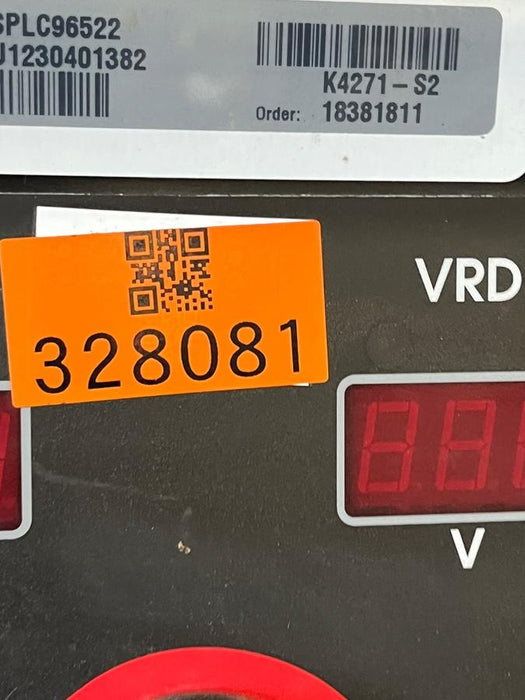 SPLC96522
U1230401382
K4271-S2
Order: 18381811
328081
VRD
V